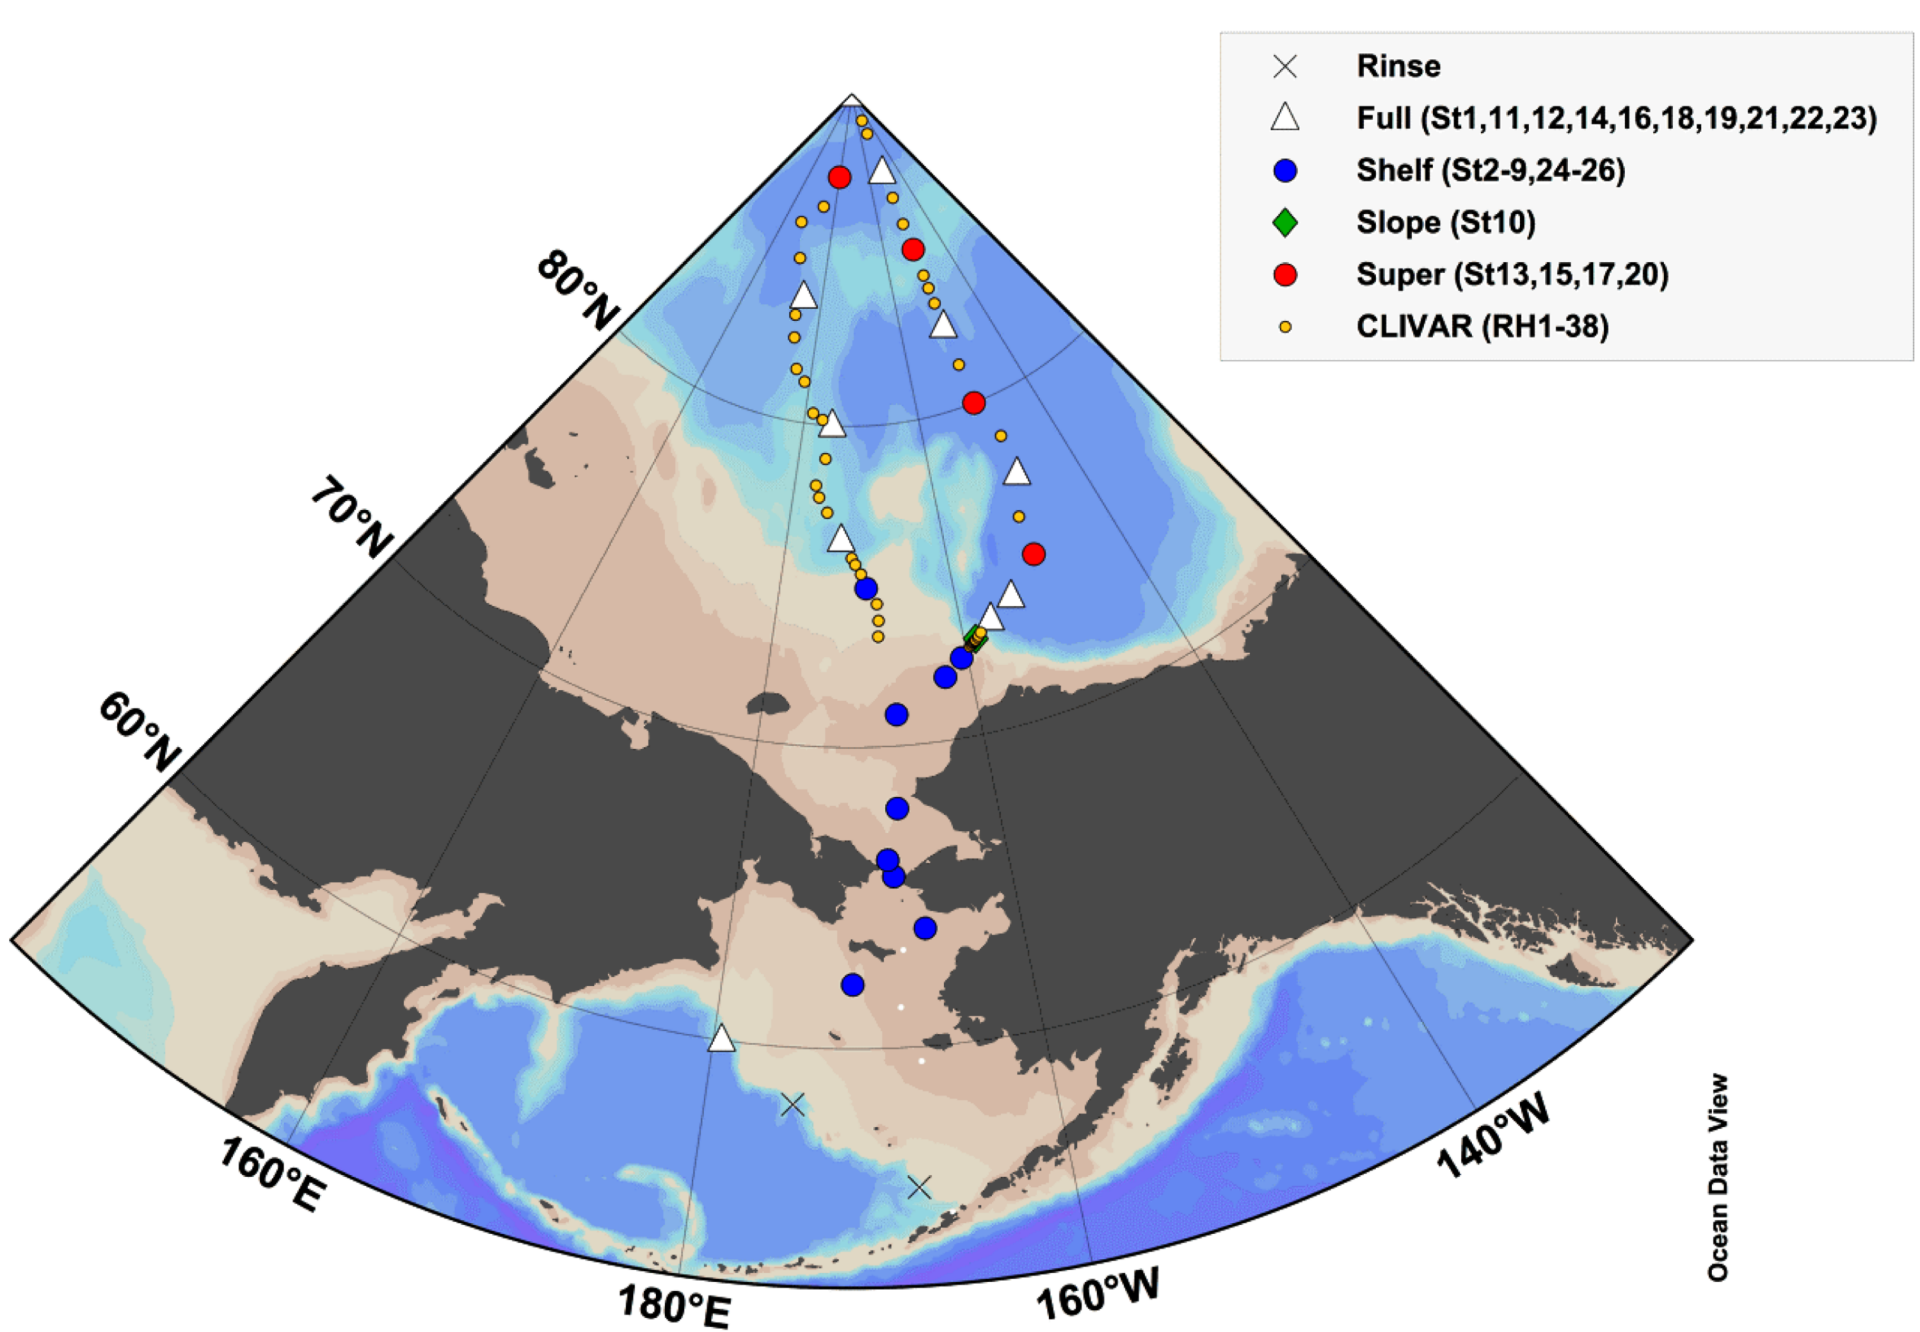 Rinse
Full (St1,11,12,14,16,18,19,21,22,23)
Shelf (St2-9,24-26)
Slope (St10)
Super (St13,15,17,20)
CLIVAR (RH1-38)
80°N
70°N
60°N
160°E
180°E
160°W
140°W
Ocean Data View